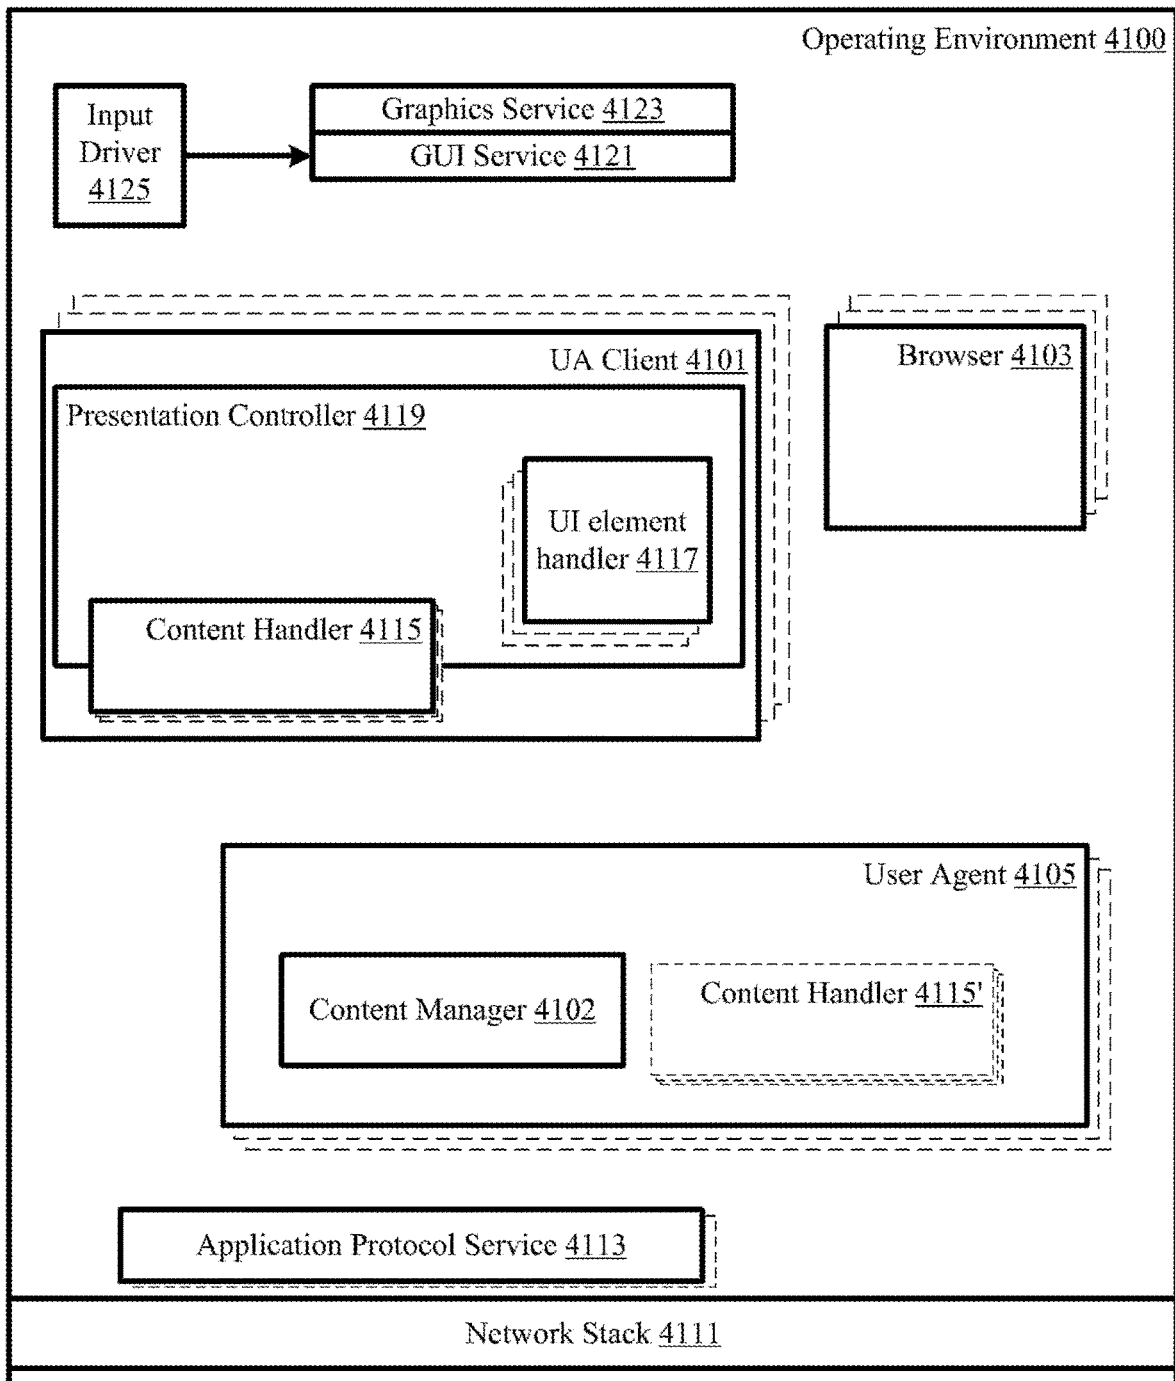 Operating Environment 4100
Input
Driver
4125
Graphics Service 4123
GUI Service 4121
UA Client 4101
Browser 4103
Presentation Controller 4119
UI element
handler 4117
Content Handler 4115
User Agent 4105
Content Manager 4102
Content Handler 4115'
Application Protocol Service 4113
Network Stack 4111